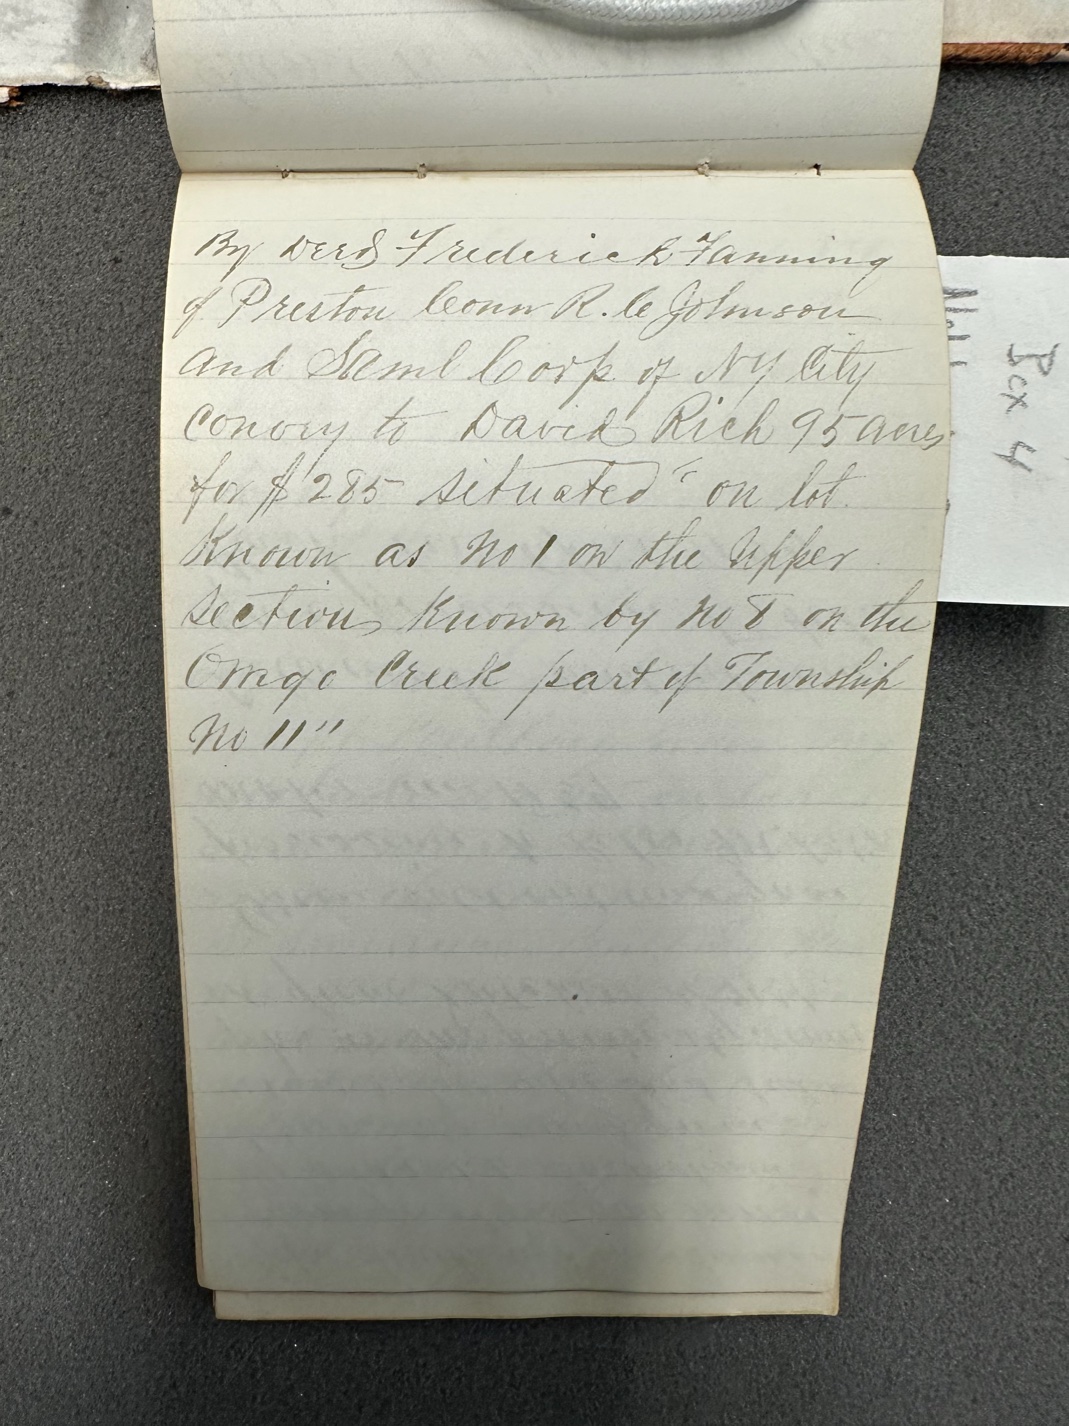 By Deed Frederick Fanning
of Preston Conn R. C Johnson
and Saml Corp of NY City
convey to David Rich 95 acres
for $285 situated " on lot
Known as No 1 on the Upper
section Known by No 8 on the
Owego Creek part of Township
No 11"
Box 4